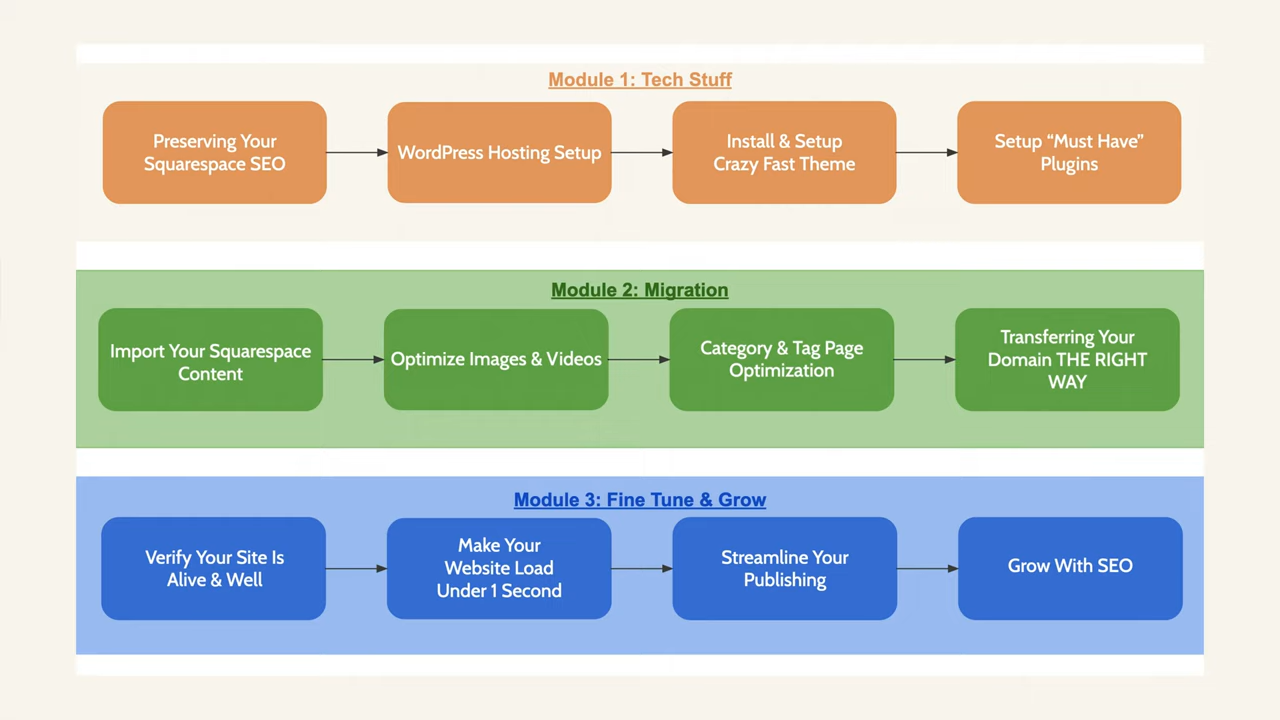 Module 1: Tech Stuff
Preserving Your
Squarespace SEO
WordPress Hosting Setup
Install & Setup
Crazy Fast Theme
Setup “Must Have”
Plugins
Module 2: Migration
Import Your Squarespace
Content
Optimize Images & Videos
Category & Tag Page
Optimization
Transferring Your
Domain THE RIGHT
WAY
Module 3: Fine Tune & Grow
Verify Your Site Is
Alive & Well
Make Your
Website Load
Under 1 Second
Streamline Your
Publishing
Grow With SEO